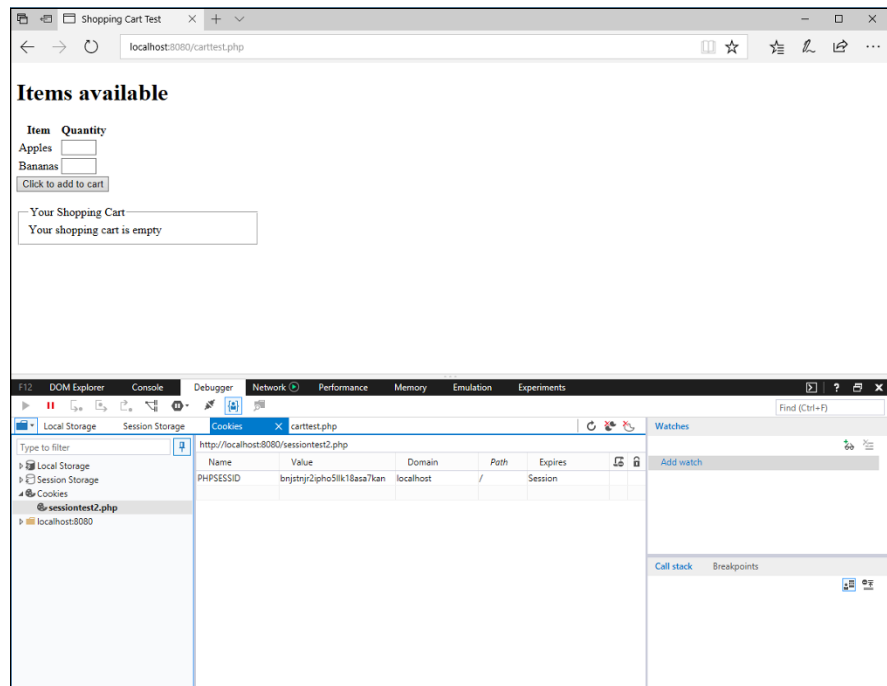 Shopping Cart Test
localhost:8080/carttest.php
Items available
Item Quantity
Apples
Bananas
Click to add to cart
Your Shopping Cart
Your shopping cart is empty
F12 DOM Explorer Console Debugger Network Performance Memory Emulation Experiments ?
Find (Ctrl+F)
Local Storage Session Storage Cookies carttest.php Watches
Type to filter http://localhost:8080/sessiontest2.php
Name Value Domain Path Expires
Local Storage PHPSESSID bnjstnjr2ipho5llk18asa7kan localhost / Session Add watch
Session Storage
Cookies
sessiontest2.php
localhost:8080
Call stack Breakpoints